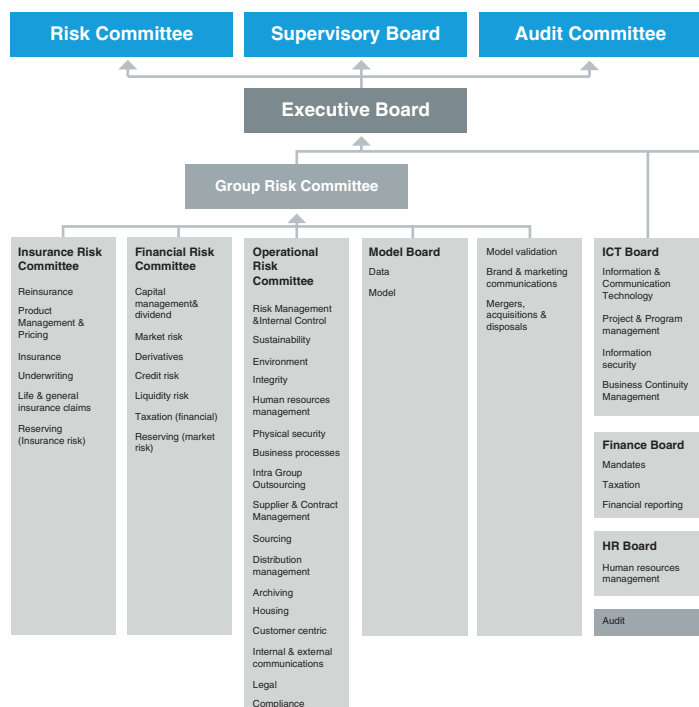 Risk Committee
Supervisory Board
Audit Committee
Executive Board
Group Risk Committee
Insurance Risk
Committee
Reinsurance
Product
Management &
Pricing
Insurance
Underwriting
Life & general
insurance claims
Reserving
(Insurance risk)
Financial Risk
Committee
Capital
management&
dividend
Market risk
Derivatives
Credit risk
Liquidity risk
Taxation (financial)
Reserving (market
risk)
Operational
Risk
Committee
Risk Management
&Internal Control
Sustainability
Environment
Integrity
Human resources
management
Physical security
Business processes
Intra Group
Outsourcing
Supplier & Contract
Management
Sourcing
Distribution
management
Archiving
Housing
Customer centric
Internal & external
communications
Legal
Compliance
Model Board
Data
Model
Model validation
Brand & marketing
communications
Mergers,
acquisitions &
disposals
ICT Board
Information &
Communication
Technology
Project & Program
management
Information
security
Business Continuity
Management
Finance Board
Mandates
Taxation
Financial reporting
HR Board
Human resources
management
Audit